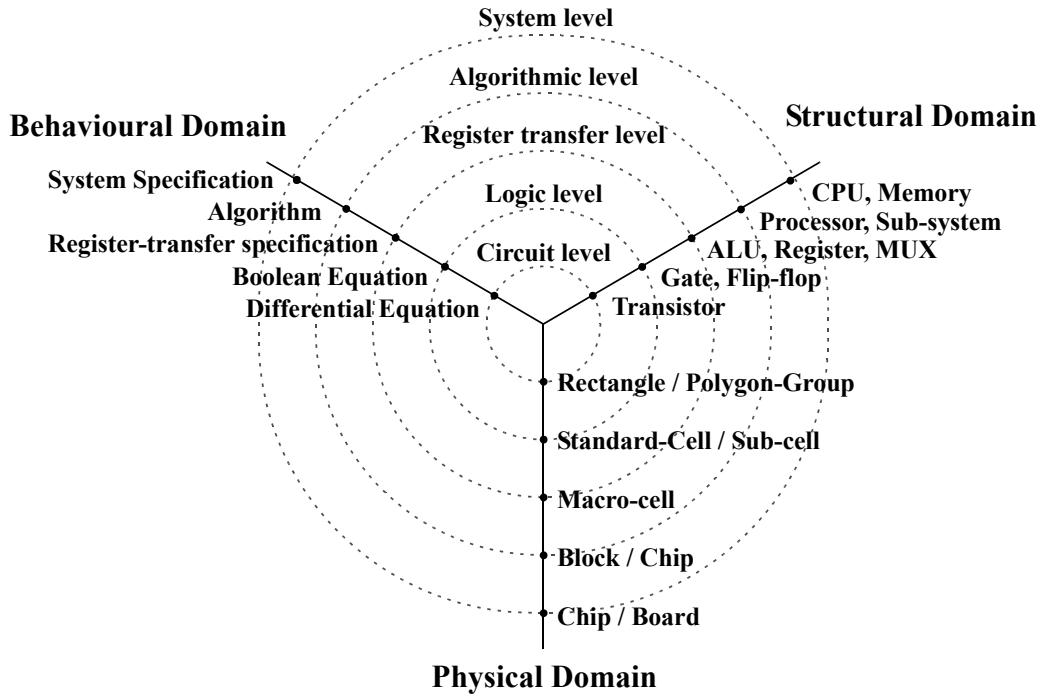 System level
Algorithmic level
Behavioural Domain
Structural Domain
Register transfer level
System Specification
Logic level
CPU, Memory
Algorithm
Processor, Sub-system
Register-transfer specification
Circuit level
ALU, Register, MUX
Boolean Equation
Gate, Flip-flop
Differential Equation
Transistor
Rectangle / Polygon-Group
Standard-Cell / Sub-cell
Macro-cell
Block / Chip
Chip / Board
Physical Domain